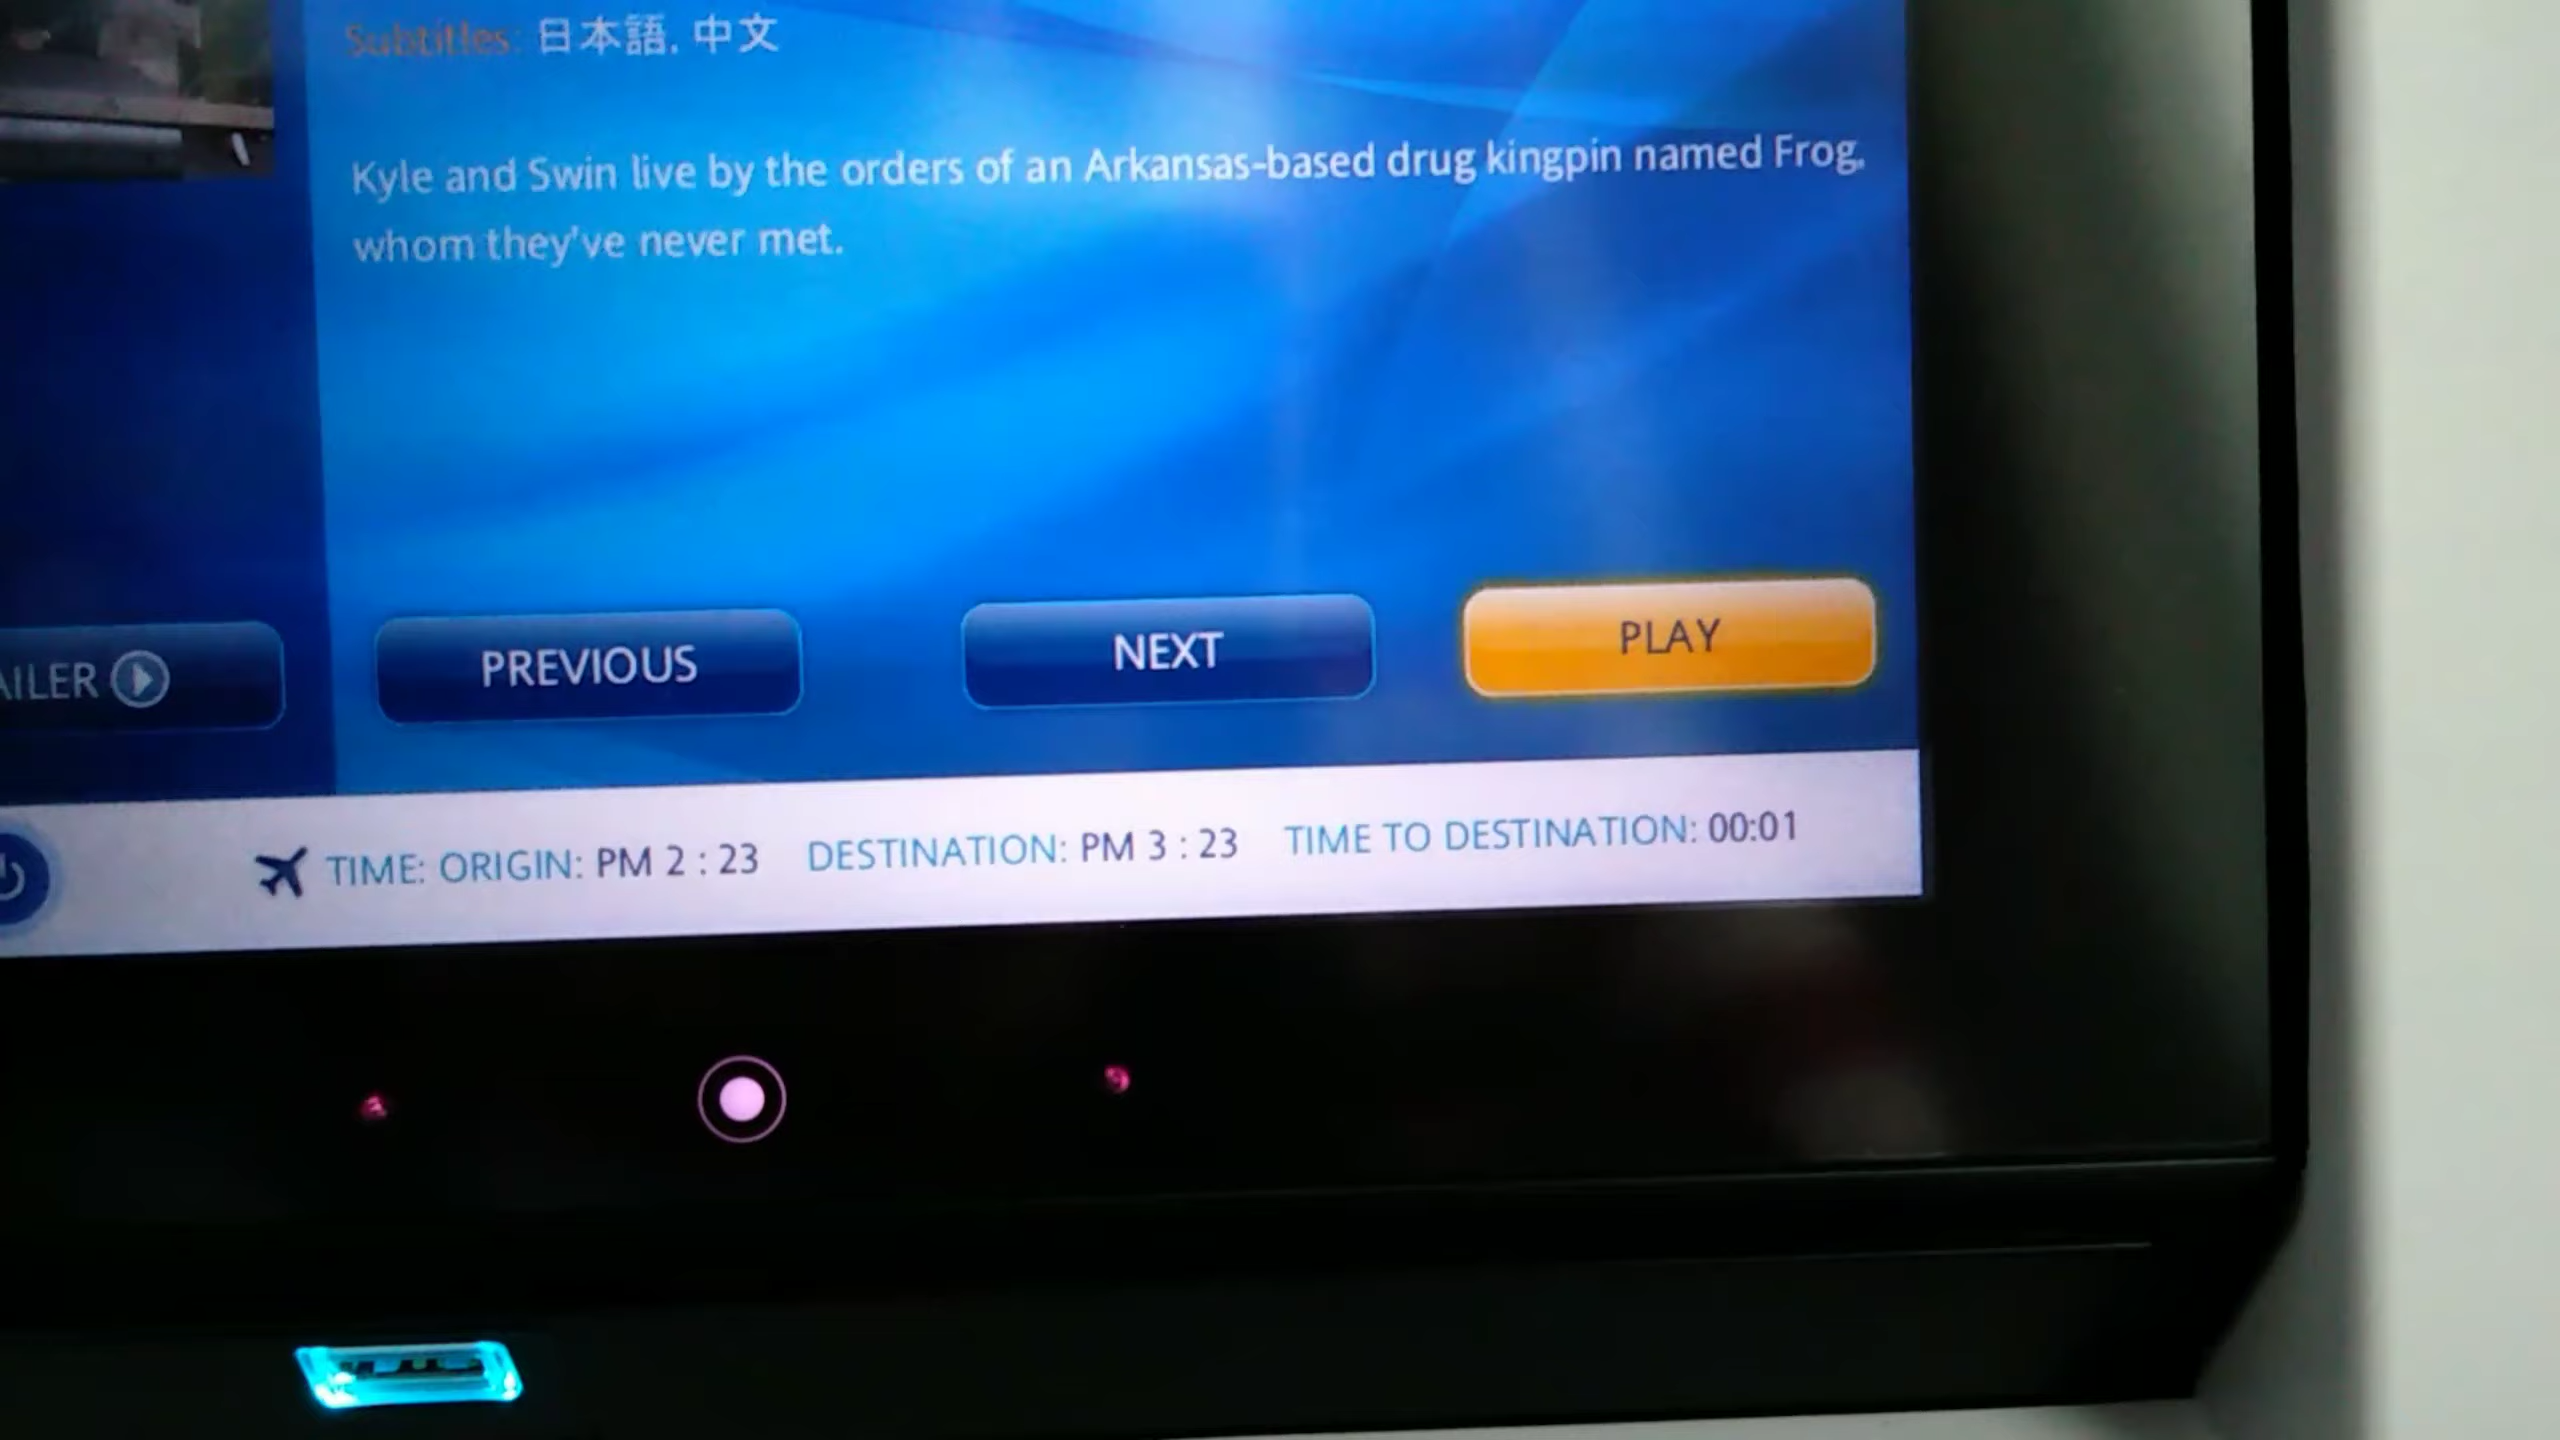 Subtitles: 日本語, 中文
Kyle and Swin live by the orders of an Arkansas-based drug kingpin named Frog,
whom they've never met.
AILER
PREVIOUS
NEXT
PLAY
TIME: ORIGIN: PM 2 : 23 DESTINATION: PM 3 : 23 TIME TO DESTINATION: 00:01